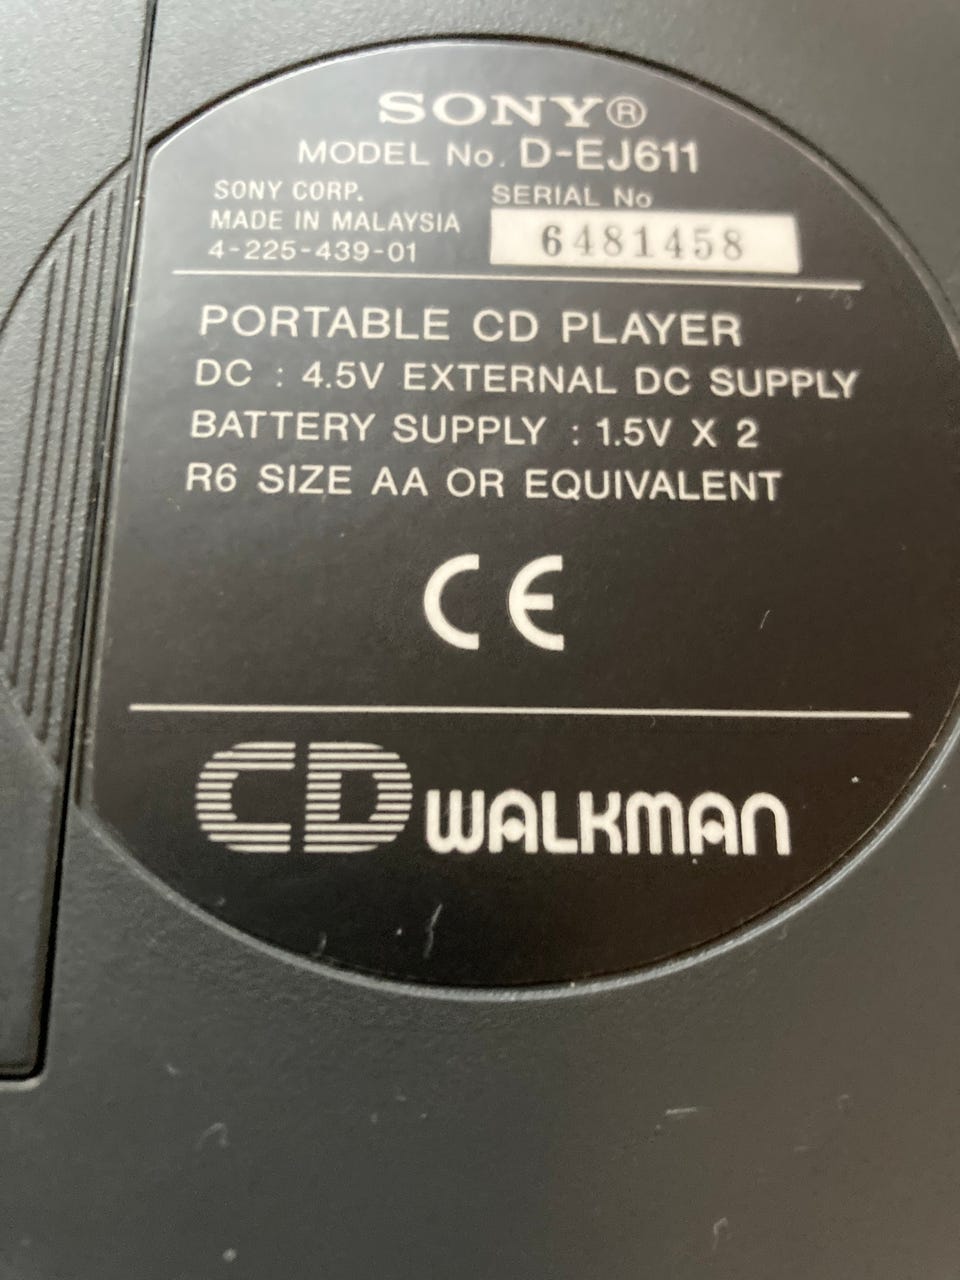 SONY®
MODEL No. D-EJ611
SONY CORP.
MADE IN MALAYSIA
4-225-439-01
SERIAL No
6481458
PORTABLE CD PLAYER
DC : 4.5V EXTERNAL DC SUPPLY
BATTERY SUPPLY : 1.5V X 2
R6 SIZE AA OR EQUIVALENT
CE
CD WALKMAN